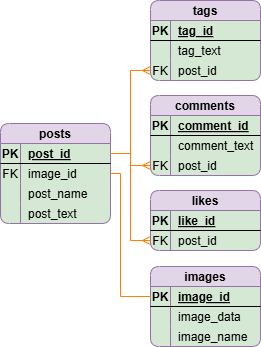 posts
PK post_id
FK image_id
post_name
post_text
tags
PK tag_id
tag_text
FK post_id
comments
PK comment_id
comment_text
FK post_id
likes
PK like_id
FK post_id
images
PK image_id
image_data
image_name